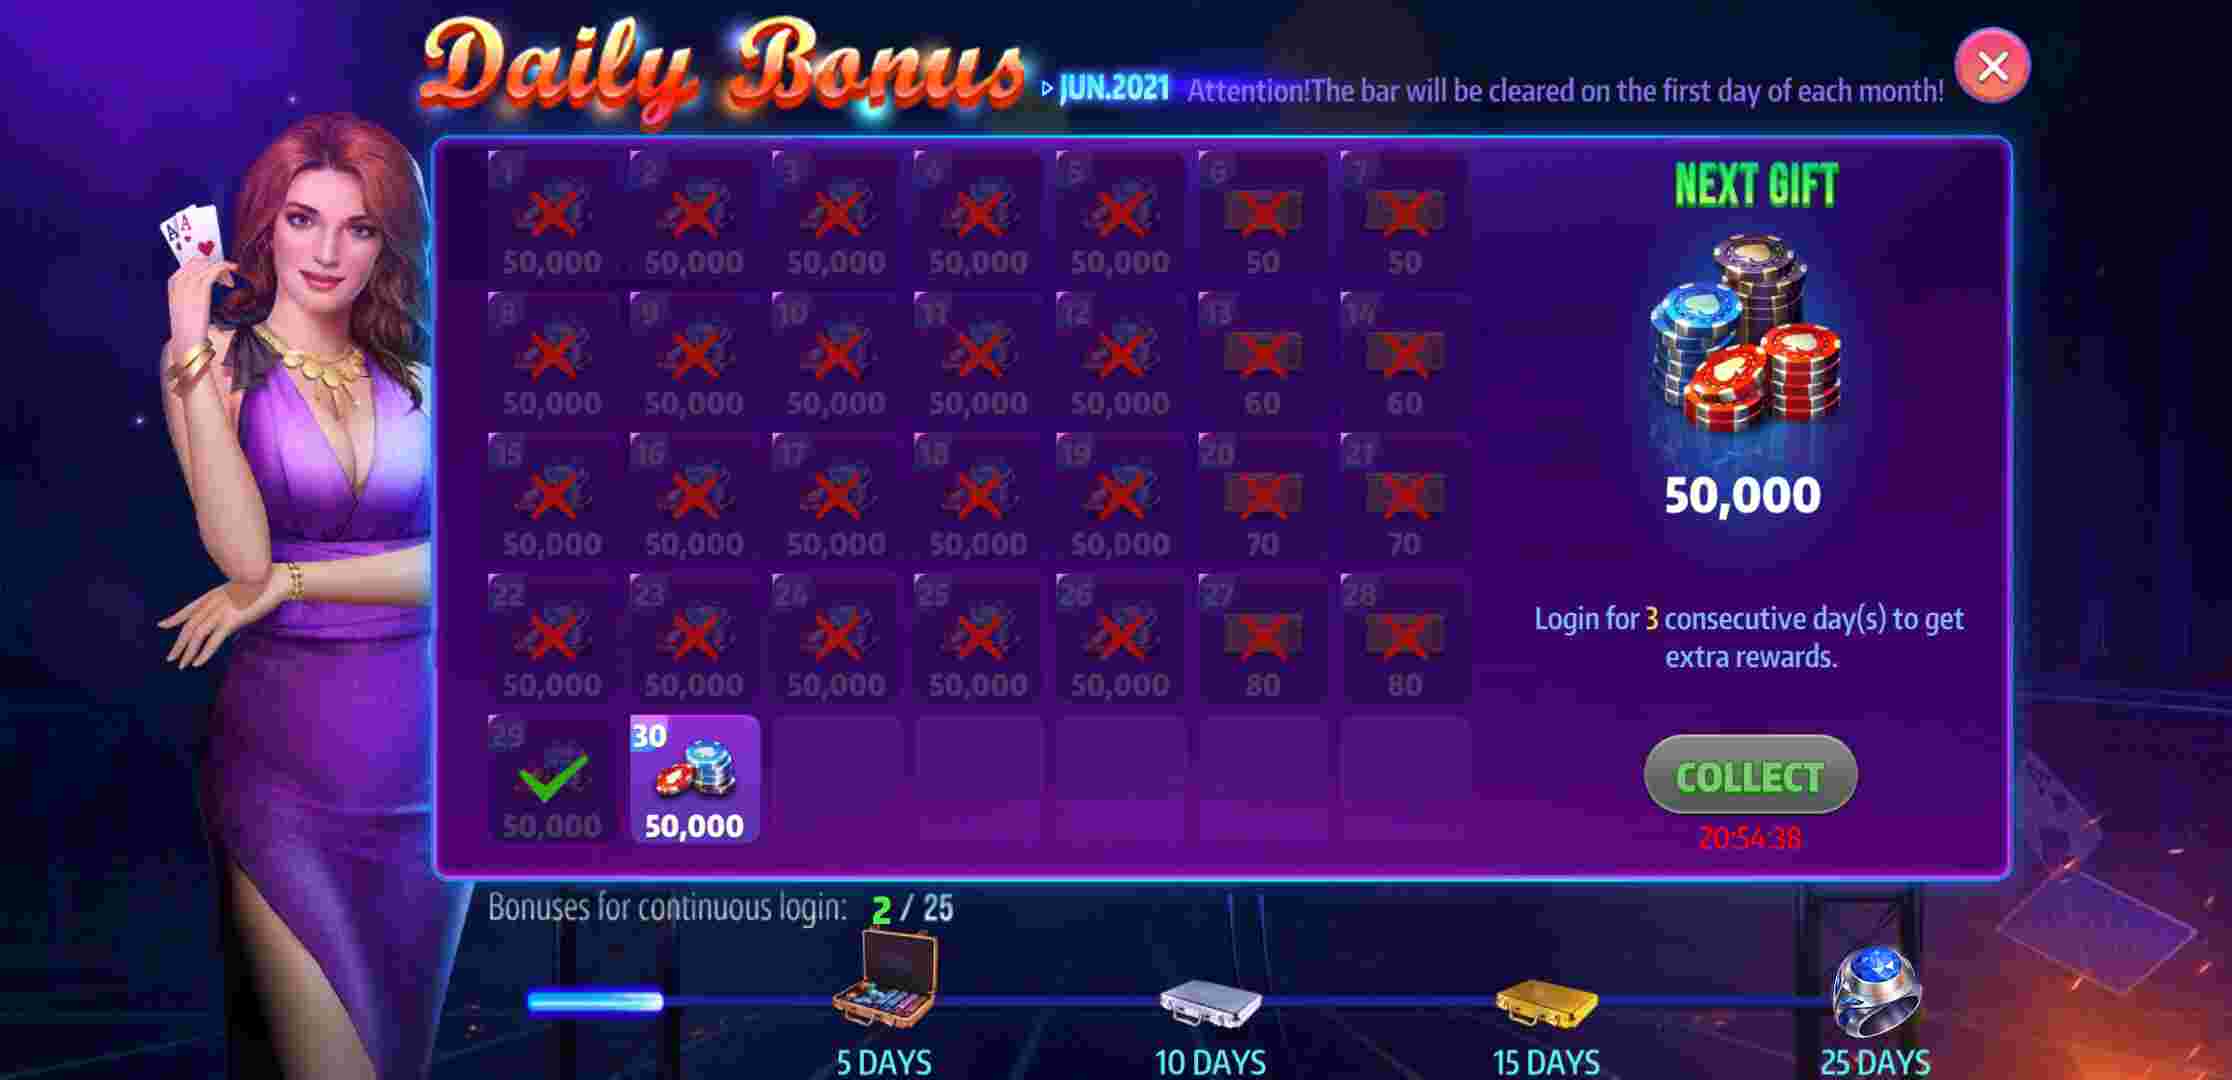 Daily Bonus
JUN.2021
Attention!The bar will be cleared on the first day of each month!
1 2 3 4 5 6 7
50,000 50,000 50,000 50,000 50,000 50 50
8 9 10 11 12 13 14
50,000 50,000 50,000 50,000 50,000 60 60
15 16 17 18 19 20 21
50,000 50,000 50,000 50,000 50,000 70 70
22 23 24 25 26 27 28
50,000 50,000 50,000 50,000 50,000 80 80
29 30
50,000 50,000
NEXT GIFT
50,000
Login for 3 consecutive day(s) to get
extra rewards.
COLLECT
20:54:38
Bonuses for continuous login: 2 / 25
5 DAYS 10 DAYS 15 DAYS 25 DAYS
A A